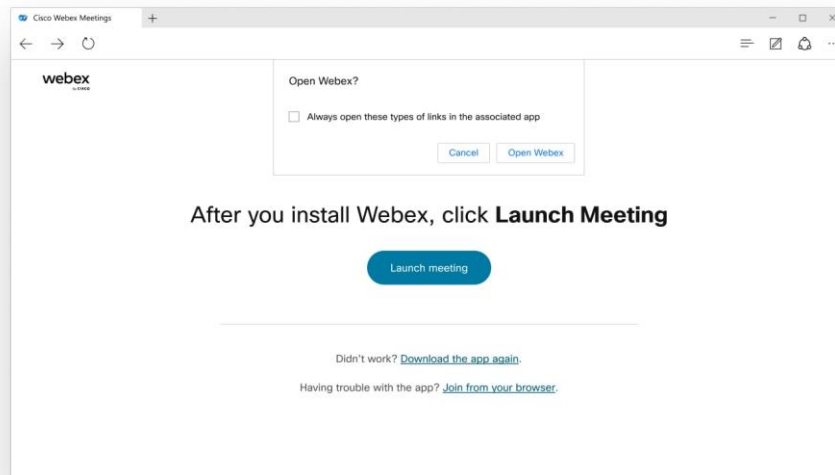 Cisco Webex Meetings
webex
by CISCO
Open Webex?
Always open these types of links in the associated app
Cancel
Open Webex
After you install Webex, click Launch Meeting
Launch meeting
Didn't work? Download the app again.
Having trouble with the app? Join from your browser.